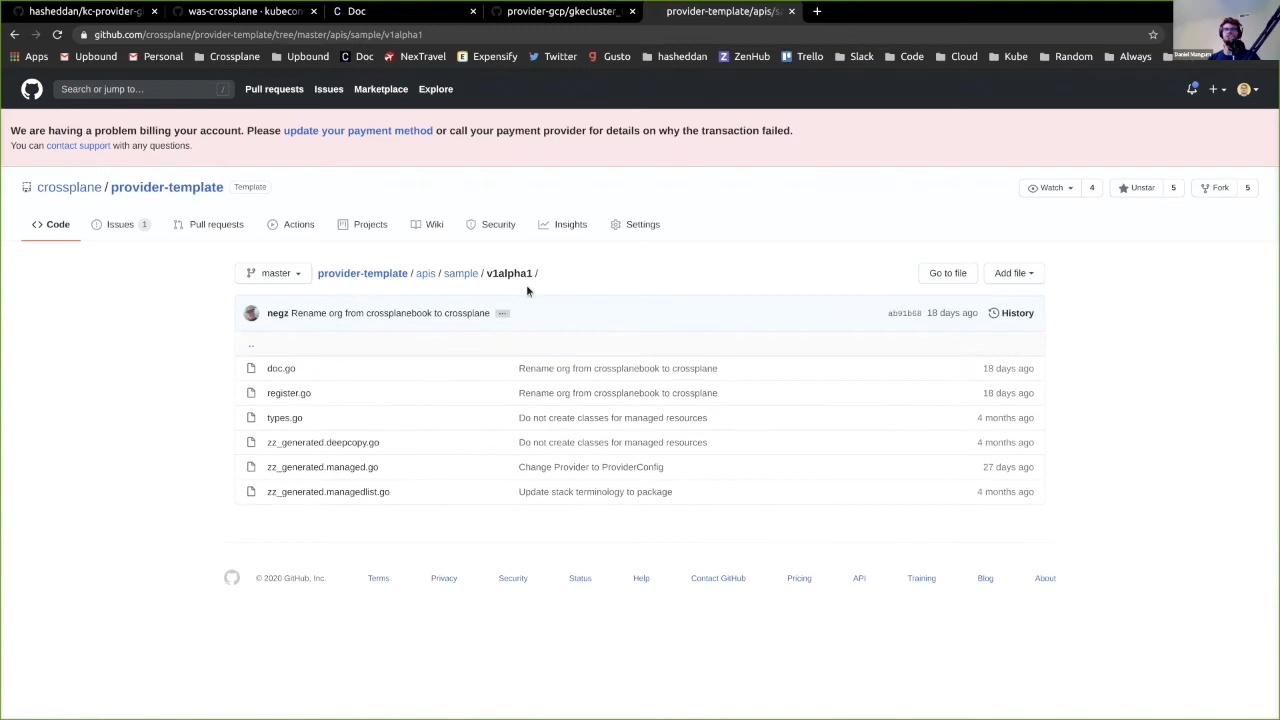 hasheddan/kc-provider-g
was-crossplane · kubecon
Doc
provider-gcp/gkecluster_
provider-template/apis/sa
github.com/crossplane/provider-template/tree/master/apis/sample/v1alpha1
Apps Upbound Personal Crossplane Upbound Doc NexTravel Expensify Twitter Gusto hasheddan ZenHub Trello Slack Code Cloud Kube Random Always
Daniel Mangum
Search or jump to… /
Pull requests Issues Marketplace Explore
We are having a problem billing your account. Please update your payment method or call your payment provider for details on why the transaction failed.
You can contact support with any questions.
crossplane / provider-template Template
Watch 4 Unstar 5 Fork 5
Code Issues 1 Pull requests Actions Projects Wiki Security Insights Settings
master provider-template / apis / sample / v1alpha1 / Go to file Add file
negz Rename org from crossplanebook to crossplane … ab91b68 18 days ago History
..
doc.go Rename org from crossplanebook to crossplane 18 days ago
register.go Rename org from crossplanebook to crossplane 18 days ago
types.go Do not create classes for managed resources 4 months ago
zz_generated.deepcopy.go Do not create classes for managed resources 4 months ago
zz_generated.managed.go Change Provider to ProviderConfig 27 days ago
zz_generated.managedlist.go Update stack terminology to package 4 months ago
© 2020 GitHub, Inc. Terms Privacy Security Status Help Contact GitHub Pricing API Training Blog About